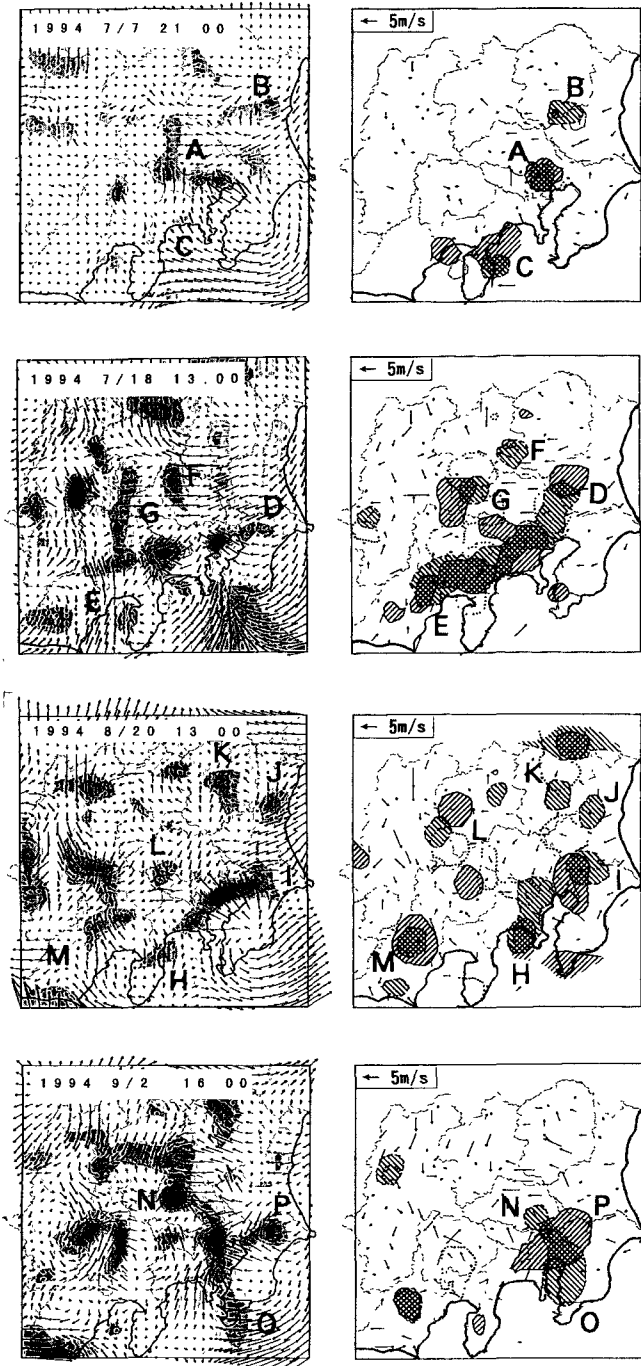 1994 7/7 21 00
B
A
C
← 5m/s
B
A
C
1994 7/18 13.00
F
G
D
E
← 5m/s
F
G
D
E
1994 8/20 13 00
K
J
L
I
M
H
← 5m/s
K
J
L
I
M
H
1994 9/2 16 00
N
P
O
← 5m/s
N
P
O